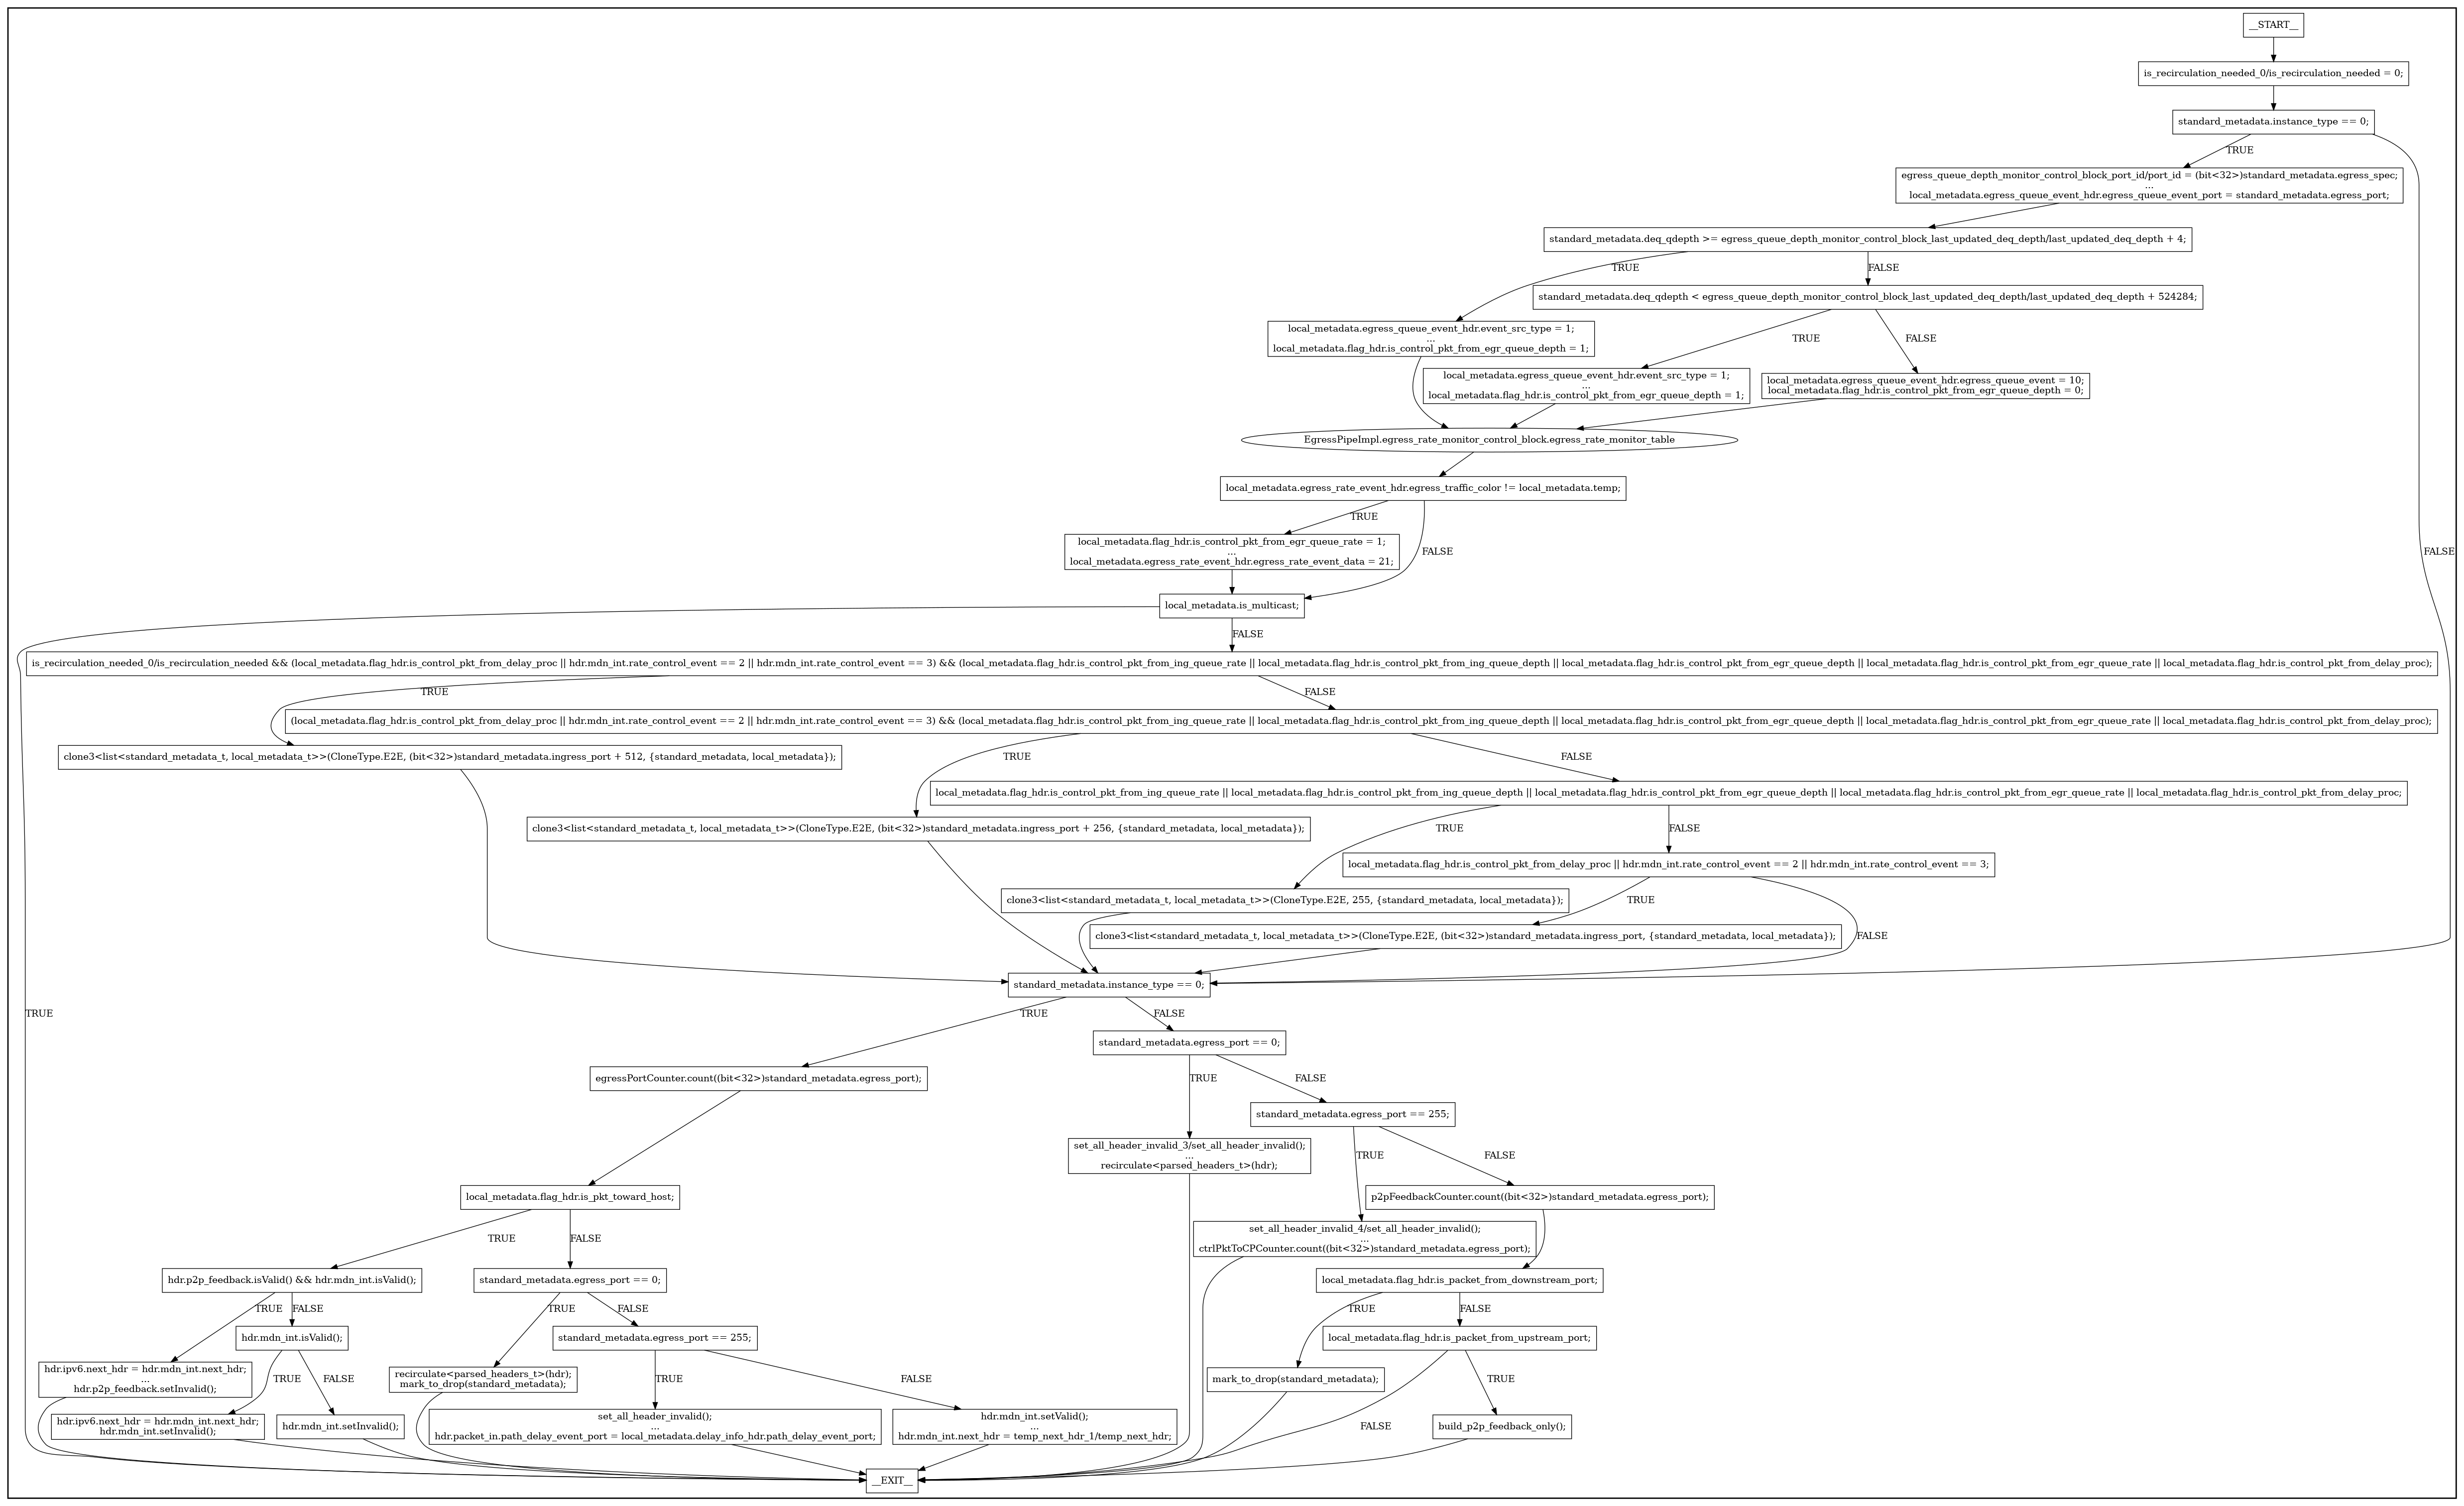 __START__
is_recirculation_needed_0/is_recirculation_needed = 0;
standard_metadata.instance_type == 0;
TRUE
egress_queue_depth_monitor_control_block_port_id/port_id = (bit<32>)standard_metadata.egress_spec;
...
local_metadata.egress_queue_event_hdr.egress_queue_event_port = standard_metadata.egress_port;
standard_metadata.deq_qdepth >= egress_queue_depth_monitor_control_block_last_updated_deq_depth/last_updated_deq_depth + 4;
TRUE
FALSE
standard_metadata.deq_qdepth < egress_queue_depth_monitor_control_block_last_updated_deq_depth/last_updated_deq_depth + 524284;
local_metadata.egress_queue_event_hdr.event_src_type = 1;
...
local_metadata.flag_hdr.is_control_pkt_from_egr_queue_depth = 1;
TRUE
FALSE
local_metadata.egress_queue_event_hdr.event_src_type = 1;
...
local_metadata.flag_hdr.is_control_pkt_from_egr_queue_depth = 1;
local_metadata.egress_queue_event_hdr.egress_queue_event = 10;
local_metadata.flag_hdr.is_control_pkt_from_egr_queue_depth = 0;
EgressPipeImpl.egress_rate_monitor_control_block.egress_rate_monitor_table
local_metadata.egress_rate_event_hdr.egress_traffic_color != local_metadata.temp;
TRUE
local_metadata.flag_hdr.is_control_pkt_from_egr_queue_rate = 1;
...
local_metadata.egress_rate_event_hdr.egress_rate_event_data = 21;
FALSE
FALSE
local_metadata.is_multicast;
FALSE
is_recirculation_needed_0/is_recirculation_needed && (local_metadata.flag_hdr.is_control_pkt_from_delay_proc || hdr.mdn_int.rate_control_event == 2 || hdr.mdn_int.rate_control_event == 3) && (local_metadata.flag_hdr.is_control_pkt_from_ing_queue_rate || local_metadata.flag_hdr.is_control_pkt_from_ing_queue_depth || local_metadata.flag_hdr.is_control_pkt_from_egr_queue_depth || local_metadata.flag_hdr.is_control_pkt_from_egr_queue_rate || local_metadata.flag_hdr.is_control_pkt_from_delay_proc);
TRUE
FALSE
(local_metadata.flag_hdr.is_control_pkt_from_delay_proc || hdr.mdn_int.rate_control_event == 2 || hdr.mdn_int.rate_control_event == 3) && (local_metadata.flag_hdr.is_control_pkt_from_ing_queue_rate || local_metadata.flag_hdr.is_control_pkt_from_ing_queue_depth || local_metadata.flag_hdr.is_control_pkt_from_egr_queue_depth || local_metadata.flag_hdr.is_control_pkt_from_egr_queue_rate || local_metadata.flag_hdr.is_control_pkt_from_delay_proc);
clone3<list<standard_metadata_t, local_metadata_t>>(CloneType.E2E, (bit<32>)standard_metadata.ingress_port + 512, {standard_metadata, local_metadata});
TRUE
FALSE
local_metadata.flag_hdr.is_control_pkt_from_ing_queue_rate || local_metadata.flag_hdr.is_control_pkt_from_ing_queue_depth || local_metadata.flag_hdr.is_control_pkt_from_egr_queue_depth || local_metadata.flag_hdr.is_control_pkt_from_egr_queue_rate || local_metadata.flag_hdr.is_control_pkt_from_delay_proc;
clone3<list<standard_metadata_t, local_metadata_t>>(CloneType.E2E, (bit<32>)standard_metadata.ingress_port + 256, {standard_metadata, local_metadata});
TRUE
FALSE
local_metadata.flag_hdr.is_control_pkt_from_delay_proc || hdr.mdn_int.rate_control_event == 2 || hdr.mdn_int.rate_control_event == 3;
clone3<list<standard_metadata_t, local_metadata_t>>(CloneType.E2E, 255, {standard_metadata, local_metadata});
TRUE
clone3<list<standard_metadata_t, local_metadata_t>>(CloneType.E2E, (bit<32>)standard_metadata.ingress_port, {standard_metadata, local_metadata});
FALSE
standard_metadata.instance_type == 0;
TRUE
TRUE
FALSE
standard_metadata.egress_port == 0;
egressPortCounter.count((bit<32>)standard_metadata.egress_port);
TRUE
FALSE
standard_metadata.egress_port == 255;
set_all_header_invalid_3/set_all_header_invalid();
...
recirculate<parsed_headers_t>(hdr);
TRUE
FALSE
local_metadata.flag_hdr.is_pkt_toward_host;
p2pFeedbackCounter.count((bit<32>)standard_metadata.egress_port);
TRUE
FALSE
set_all_header_invalid_4/set_all_header_invalid();
...
ctrlPktToCPCounter.count((bit<32>)standard_metadata.egress_port);
hdr.p2p_feedback.isValid() && hdr.mdn_int.isValid();
standard_metadata.egress_port == 0;
local_metadata.flag_hdr.is_packet_from_downstream_port;
TRUE
FALSE
TRUE
FALSE
TRUE
FALSE
hdr.mdn_int.isValid();
standard_metadata.egress_port == 255;
local_metadata.flag_hdr.is_packet_from_upstream_port;
hdr.ipv6.next_hdr = hdr.mdn_int.next_hdr;
...
hdr.p2p_feedback.setInvalid();
TRUE
FALSE
recirculate<parsed_headers_t>(hdr);
mark_to_drop(standard_metadata);
TRUE
FALSE
mark_to_drop(standard_metadata);
TRUE
hdr.ipv6.next_hdr = hdr.mdn_int.next_hdr;
hdr.mdn_int.setInvalid();
hdr.mdn_int.setInvalid();
set_all_header_invalid();
...
hdr.packet_in.path_delay_event_port = local_metadata.delay_info_hdr.path_delay_event_port;
hdr.mdn_int.setValid();
...
hdr.mdn_int.next_hdr = temp_next_hdr_1/temp_next_hdr;
FALSE
build_p2p_feedback_only();
__EXIT__